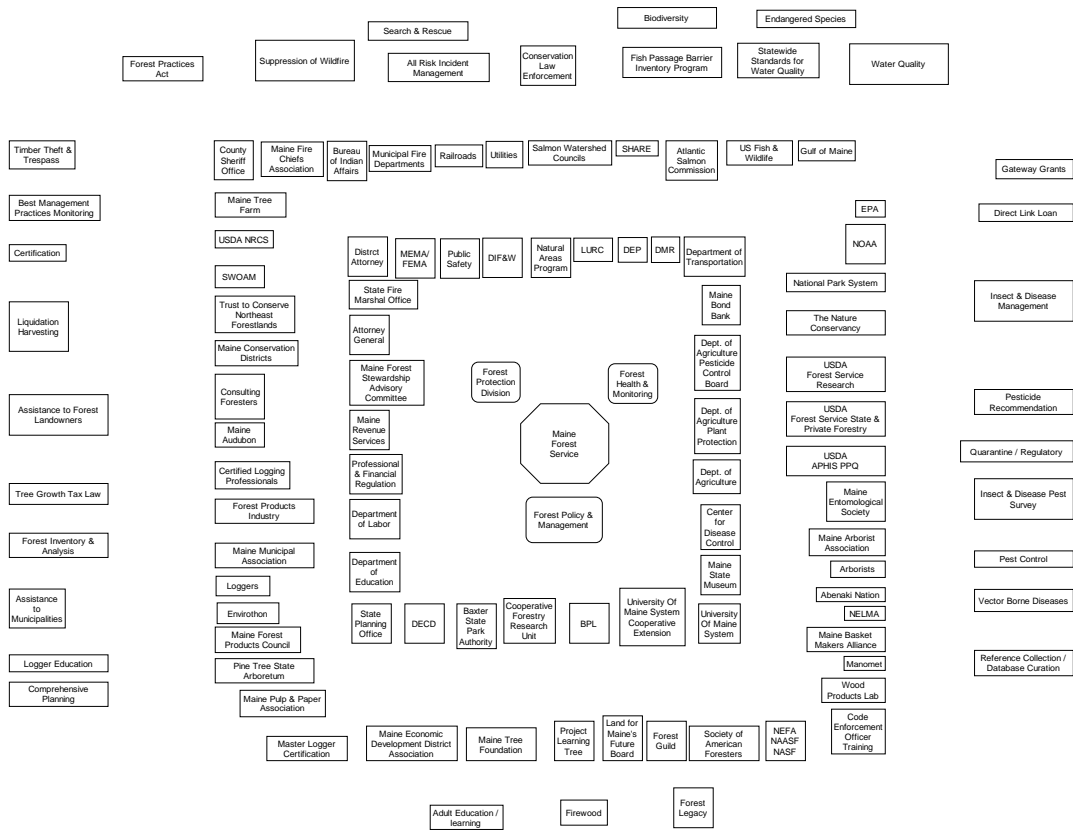 Biodiversity
Endangered Species
Search & Rescue
Forest Practices
Act
Suppression of Wildfire
All Risk Incident
Management
Conservation
Law
Enforcement
Fish Passage Barrier
Inventory Program
Statewide
Standards for
Water Quality
Water Quality
Timber Theft &
Trespass
County
Sheriff
Office
Maine Fire
Chiefs
Association
Bureau
of Indian
Affairs
Municipal Fire
Departments
Railroads
Utilities
Salmon Watershed
Councils
SHARE
Atlantic
Salmon
Commission
US Fish &
Wildlife
Gulf of Maine
Gateway Grants
Best Management
Practices Monitoring
Maine Tree
Farm
EPA
Direct Link Loan
Certification
USDA NRCS
Distrct
Attorney
MEMA/
FEMA
Public
Safety
DIF&W
Natural
Areas
Program
LURC
DEP
DMR
Department of
Transportation
NOAA
SWOAM
State Fire
Marshal Office
Maine
Bond
Bank
National Park System
Insect & Disease
Management
Liquidation
Harvesting
Trust to Conserve
Northeast
Forestlands
Attorney
General
The Nature
Conservancy
Maine Conservation
Districts
Maine Forest
Stewardship
Advisory
Committee
Forest
Protection
Division
Forest
Health &
Monitoring
Dept. of
Agriculture
Pesticide
Control
Board
USDA
Forest Service
Research
Assistance to Forest
Landowners
Consulting
Foresters
Maine
Audubon
Maine
Revenue
Services
Maine
Forest
Service
Dept. of
Agriculture
Plant
Protection
USDA
Forest Service State &
Private Forestry
Pesticide
Recommendation
Certified Logging
Professionals
Professional
& Financial
Regulation
Dept. of
Agriculture
USDA
APHIS PPQ
Quarantine / Regulatory
Tree Growth Tax Law
Forest Products
Industry
Department
of Labor
Forest Policy &
Management
Center
for
Disease
Control
Maine
Entomological
Society
Insect & Disease Pest
Survey
Forest Inventory &
Analysis
Maine Municipal
Association
Department
of
Education
Maine
State
Museum
Maine Arborist
Association
Arborists
Pest Control
Assistance
to
Municipalities
Loggers
Envirothon
State
Planning
Office
DECD
Baxter
State Park
Authority
Cooperative
Forestry
Research
Unit
BPL
University Of
Maine System
Cooperative
Extension
University
Of Maine
System
Abenaki Nation
NELMA
Vector Borne Diseases
Maine Forest
Products Council
Maine Basket
Makers Alliance
Logger Education
Pine Tree State
Arboretum
Manomet
Reference Collection /
Database Curation
Comprehensive
Planning
Maine Pulp & Paper
Association
Wood
Products Lab
Master Logger
Certification
Maine Economic
Development District
Association
Maine Tree
Foundation
Project
Learning
Tree
Land for
Maine's
Future
Board
Forest
Guild
Society of
American
Foresters
NEFA
NAASF
NASF
Code
Enforcement
Officer
Training
Adult Education /
learning
Firewood
Forest
Legacy